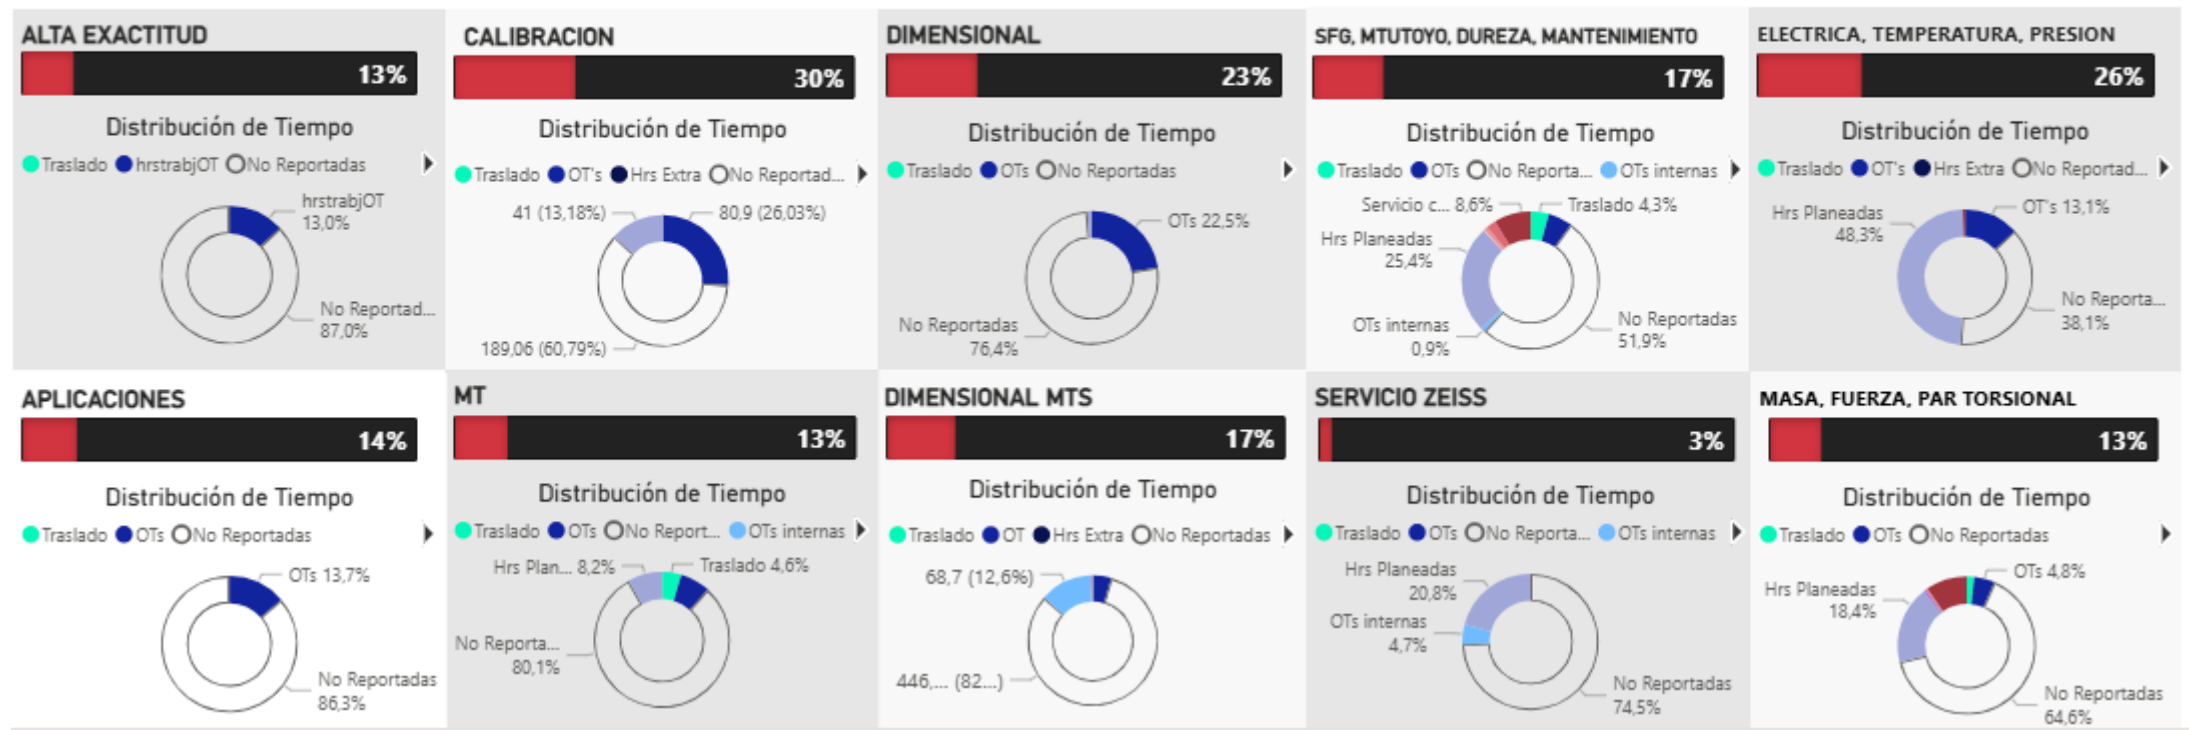 ALTA EXACTITUD
13%
Distribución de Tiempo
Traslado hrstrabjOT No Reportadas
hrstrabjOT
13,0%
No Reportad...
87,0%
CALIBRACION
30%
Distribución de Tiempo
Traslado OT's Hrs Extra No Reportad...
41 (13,18%)
80,9 (26,03%)
189,06 (60,79%)
DIMENSIONAL
23%
Distribución de Tiempo
Traslado OTs No Reportadas
OTs 22,5%
No Reportadas
76,4%
SFG, MTUTOYO, DUREZA, MANTENIMIENTO
17%
Distribución de Tiempo
Traslado OTs No Reporta... OTs internas
Servicio c... 8,6%
Traslado 4,3%
Hrs Planeadas
25,4%
OTs internas
0,9%
No Reportadas
51,9%
ELECTRICA, TEMPERATURA, PRESION
26%
Distribución de Tiempo
Traslado OT's Hrs Extra No Reportad...
Hrs Planeadas
48,3%
OT's 13,1%
No Reporta...
38,1%
APLICACIONES
14%
Distribución de Tiempo
Traslado OTs No Reportadas
OTs 13,7%
No Reportadas
86,3%
MT
13%
Distribución de Tiempo
Traslado OTs No Report... OTs internas
Hrs Plan... 8,2%
Traslado 4,6%
No Reporta...
80,1%
DIMENSIONAL MTS
17%
Distribución de Tiempo
Traslado OT Hrs Extra No Reportadas
68,7 (12,6%)
446,... (82...)
SERVICIO ZEISS
3%
Distribución de Tiempo
Traslado OTs No Reporta... OTs internas
Hrs Planeadas
20,8%
OTs internas
4,7%
No Reportadas
74,5%
MASA, FUERZA, PAR TORSIONAL
13%
Distribución de Tiempo
Traslado OTs No Reportadas
OTs 4,8%
Hrs Planeadas
18,4%
No Reportadas
64,6%